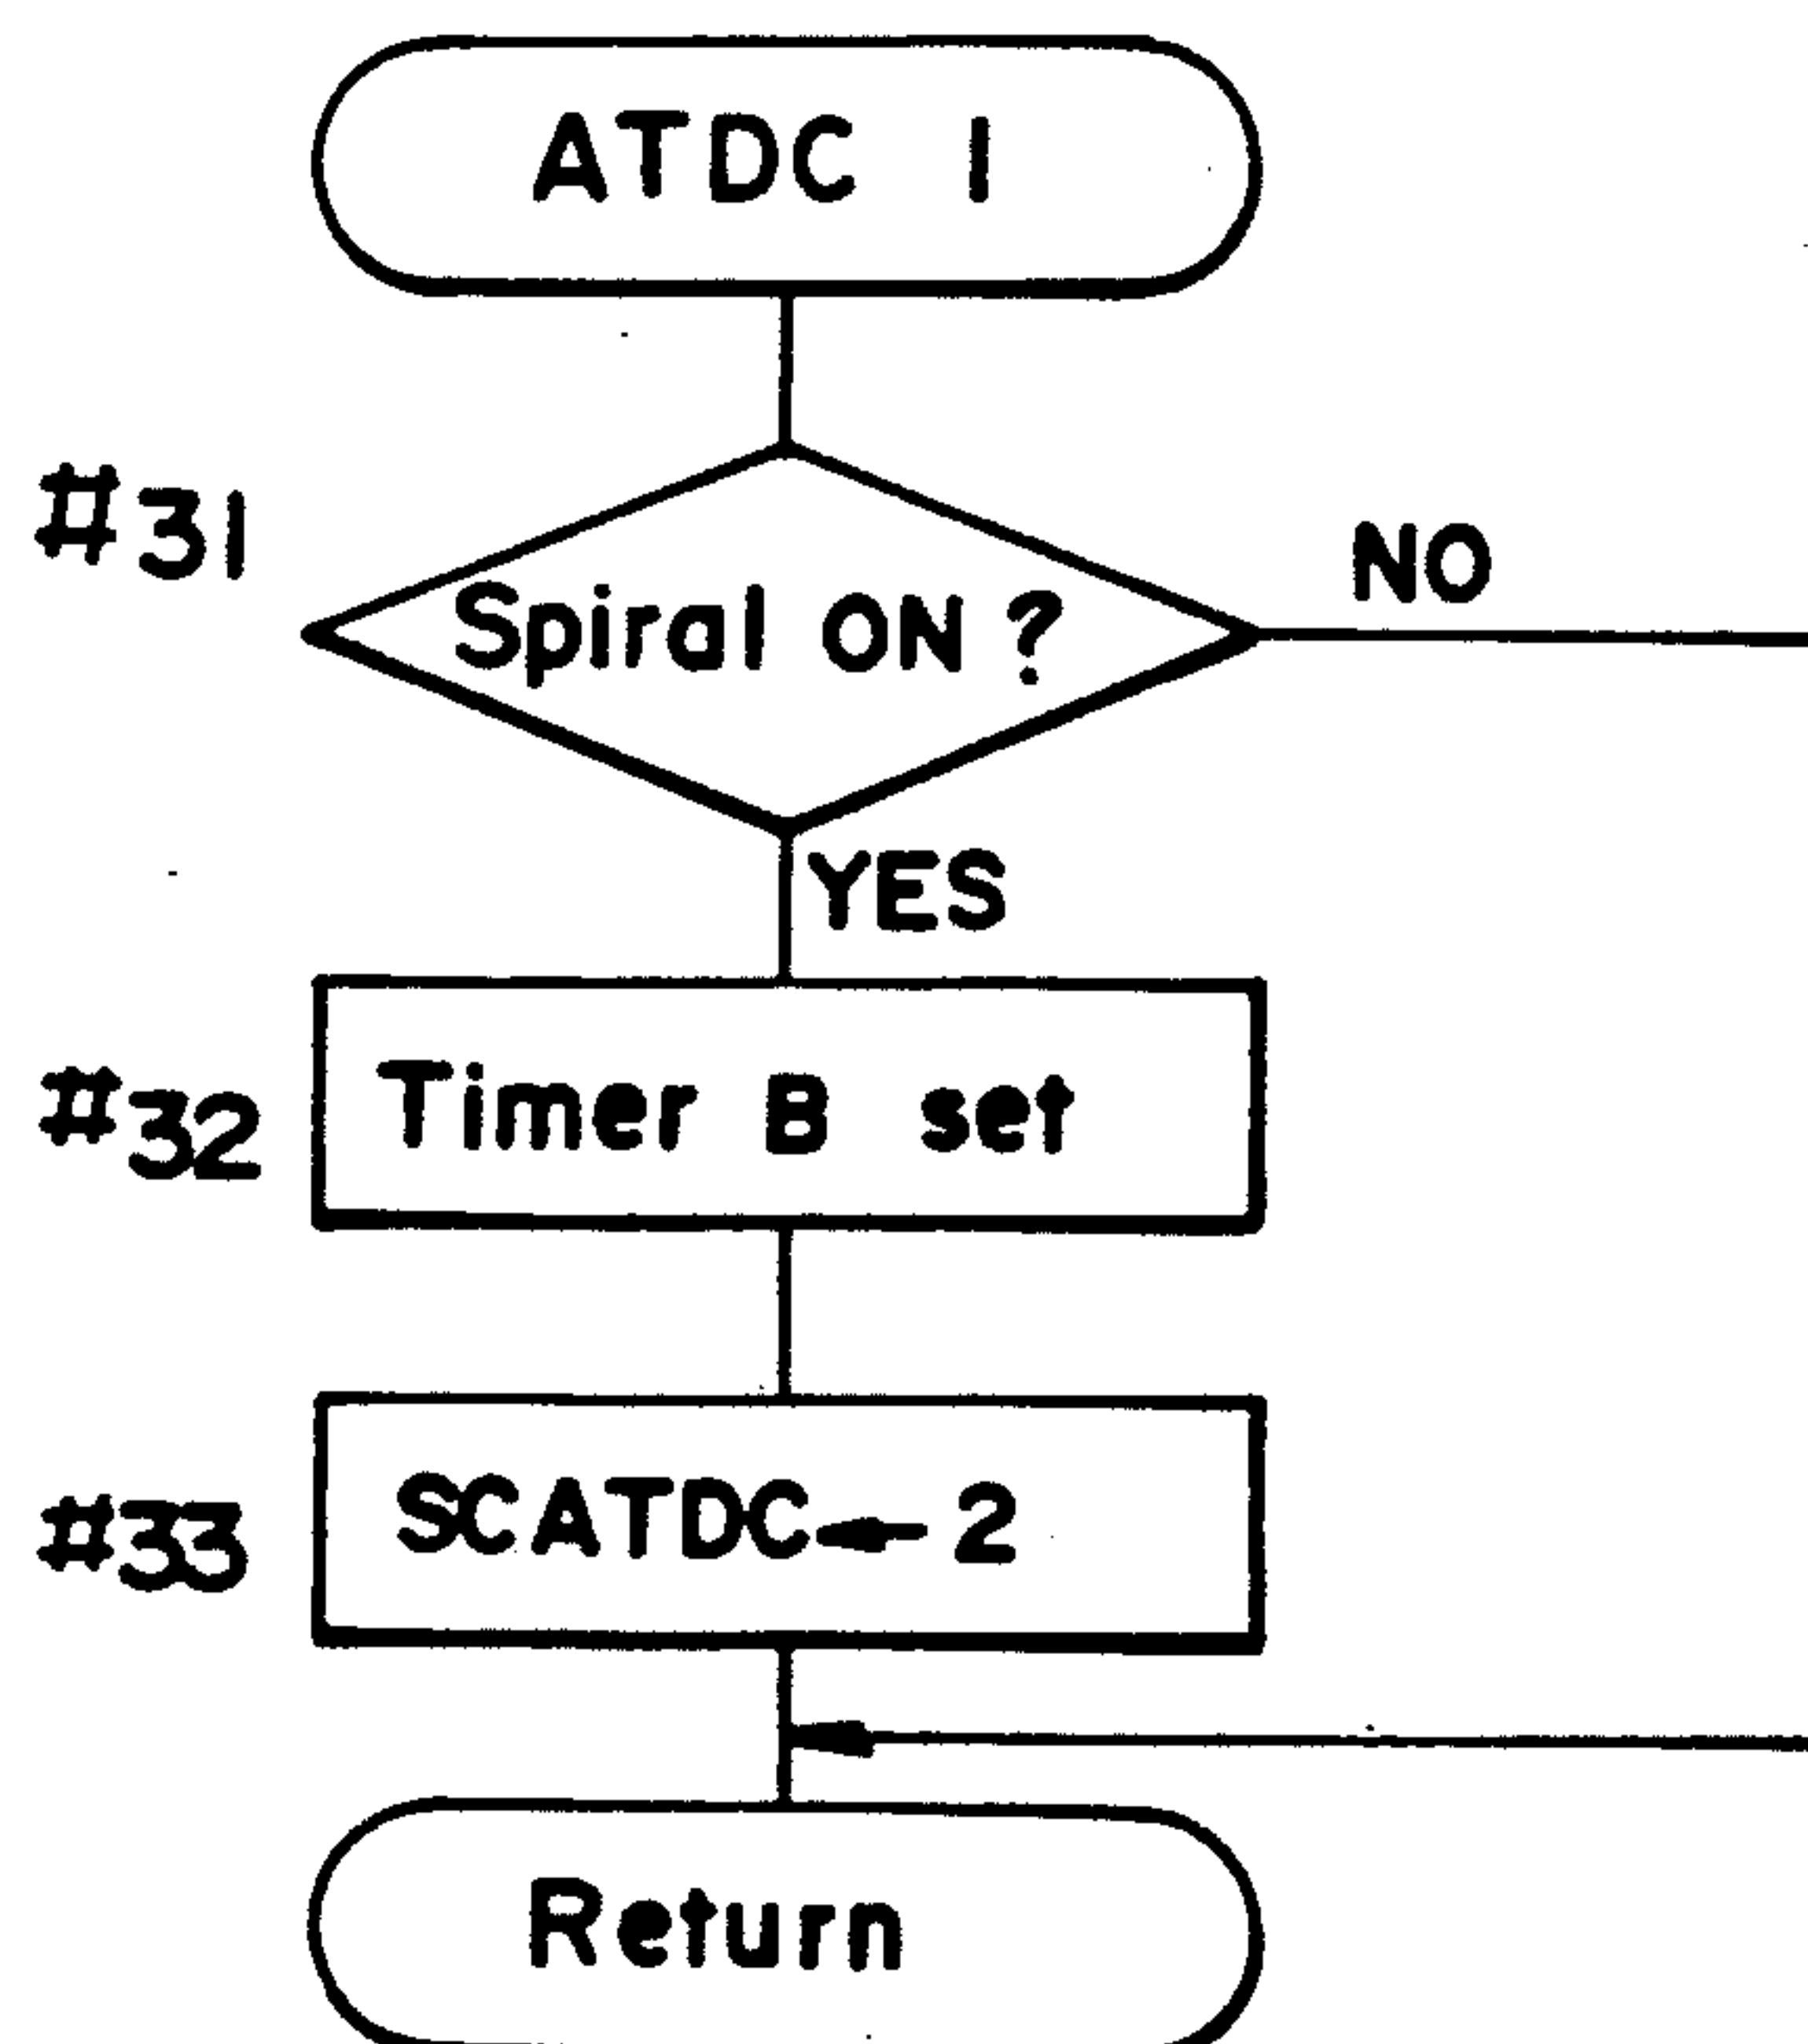 ATDC 1
#31
Spiral ON ?
NO
YES
#32
Timer B set
#33
SCATDC ← 2
Return